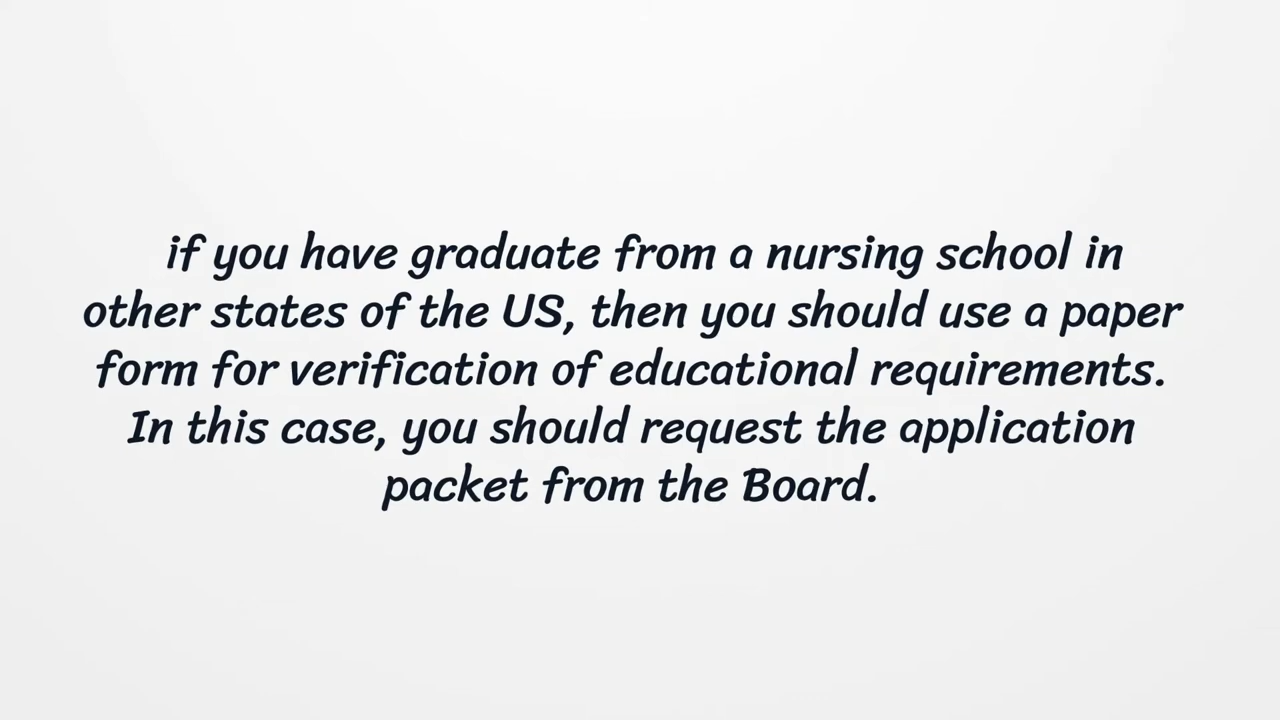 if you have graduate from a nursing school in
other states of the US, then you should use a paper
form for verification of educational requirements.
In this case, you should request the application
packet from the Board.